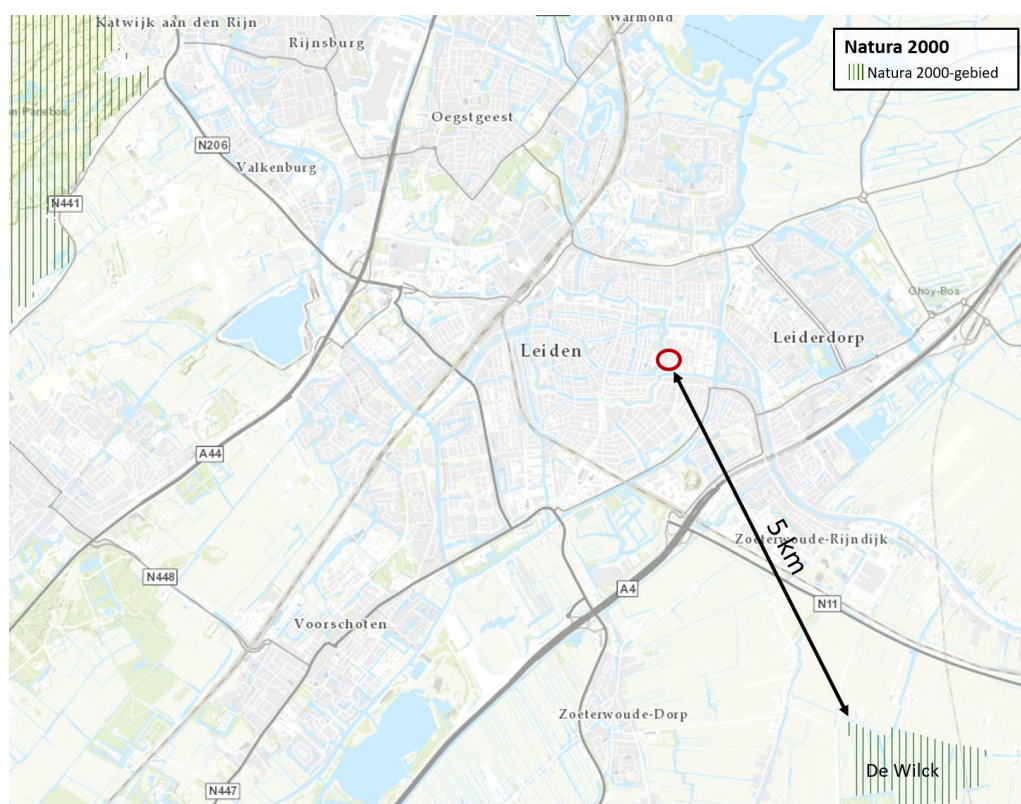 Katwijk aan den Rijn
Warmond
Rijnsburg
Natura 2000
Natura 2000-gebied
Oegstgeest
N206
Valkenburg
N441
Ghoy-Bos
Leiden
Leiderdorp
A44
5 km
Zoeterwoude-Rijndijk
N448
A4
N11
Voorschoten
Zoeterwoude-Dorp
De Wilck
N447